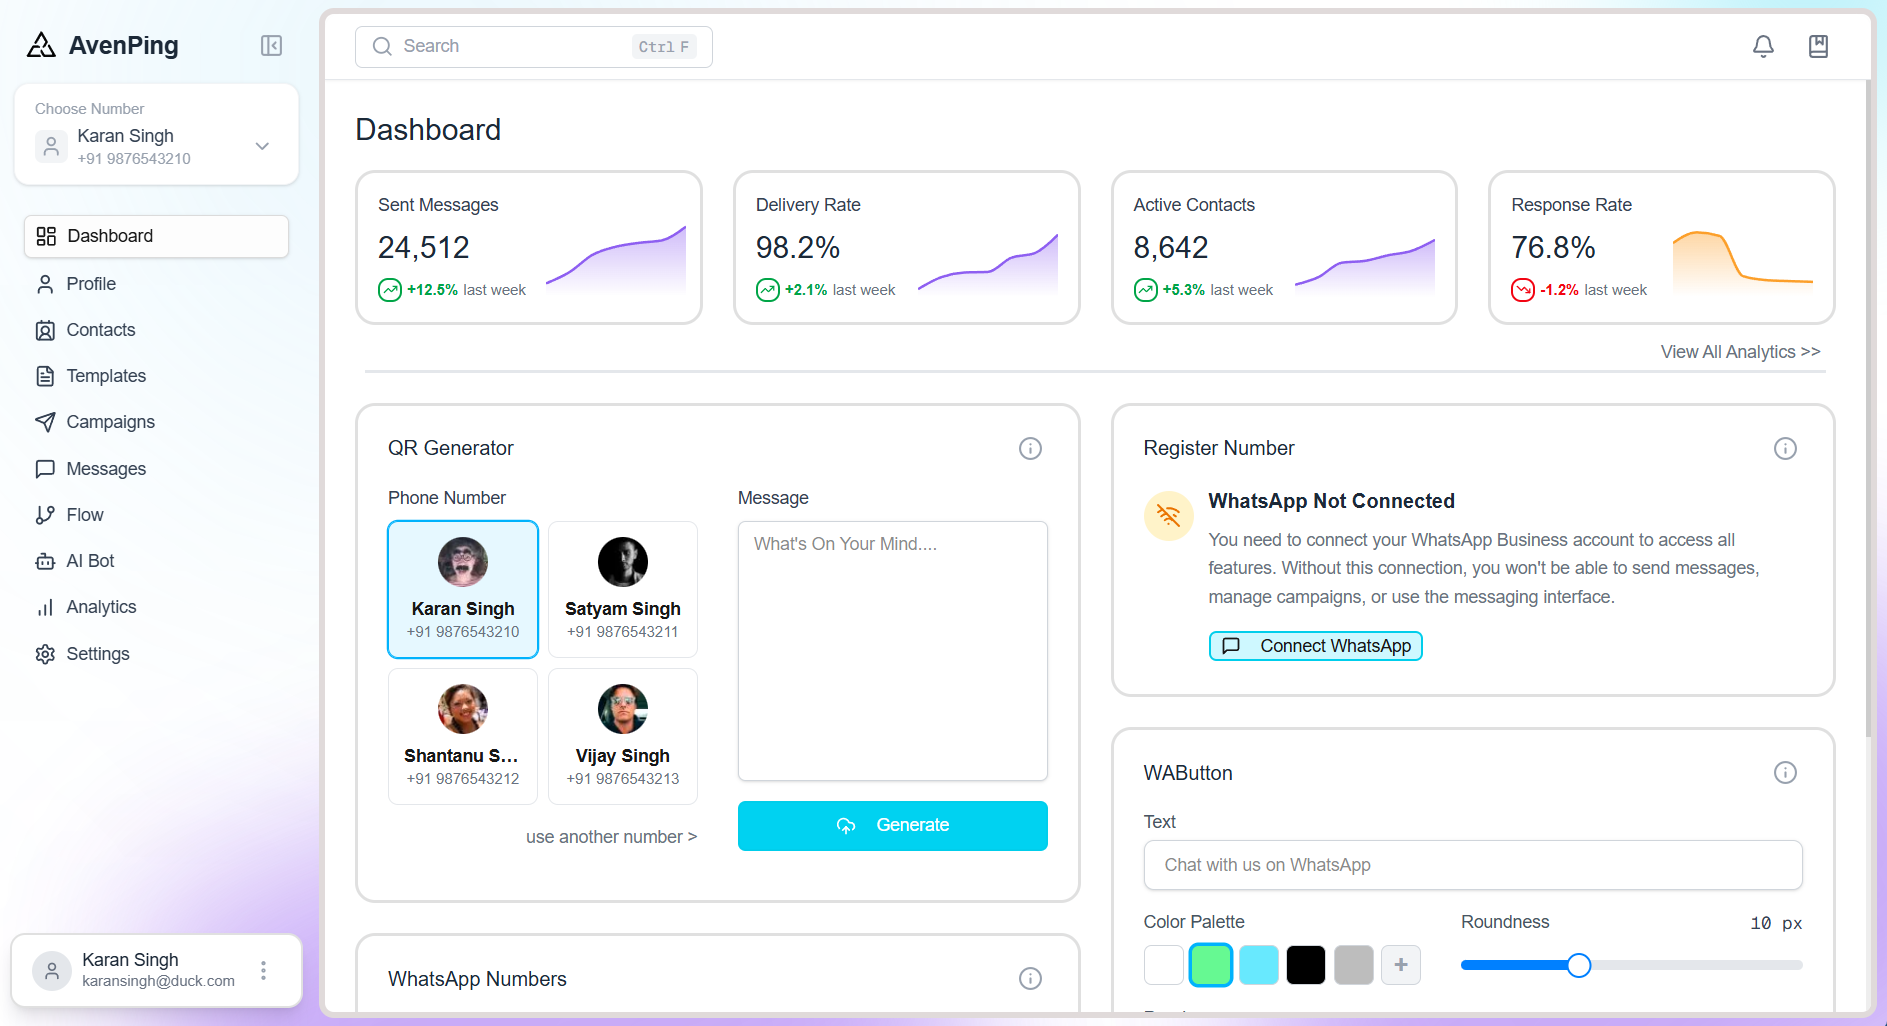 AvenPing
Choose Number
Karan Singh
+91 9876543210
Dashboard
Profile
Contacts
Templates
Campaigns
Messages
Flow
AI Bot
Analytics
Settings
Karan Singh
karansingh@duck.com
Search
Ctrl F
Dashboard
Sent Messages
24,512
+12.5% last week
Delivery Rate
98.2%
+2.1% last week
Active Contacts
8,642
+5.3% last week
Response Rate
76.8%
-1.2% last week
View All Analytics >>
QR Generator
Phone Number
Karan Singh
+91 9876543210
Satyam Singh
+91 9876543211
Shantanu S...
+91 9876543212
Vijay Singh
+91 9876543213
use another number >
Message
What's On Your Mind....
Generate
WhatsApp Numbers
Register Number
WhatsApp Not Connected
You need to connect your WhatsApp Business account to access all
features. Without this connection, you won't be able to send messages,
manage campaigns, or use the messaging interface.
Connect WhatsApp
WAButton
Text
Chat with us on WhatsApp
Color Palette
+
Roundness
10 px